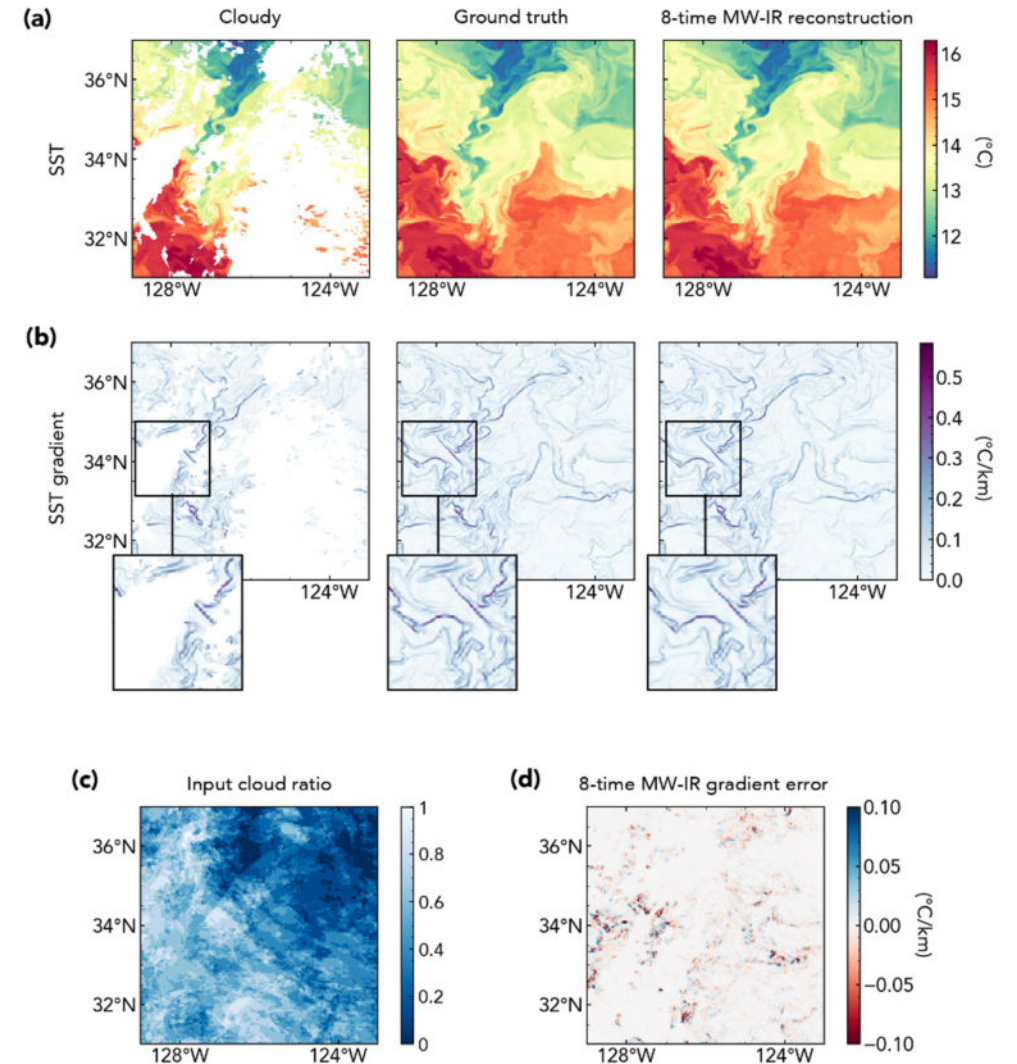 (a)
Cloudy
Ground truth
8-time MW-IR reconstruction
SST
36°N
34°N
32°N
128°W
124°W
128°W
124°W
128°W
124°W
16
15
14
13
12
(°C)
(b)
SST gradient
36°N
34°N
32°N
124°W
124°W
124°W
0.5
0.4
0.3
0.2
0.1
0.0
(°C/km)
(c)
Input cloud ratio
36°N
34°N
32°N
128°W
124°W
1
0.8
0.6
0.4
0.2
0
(d)
8-time MW-IR gradient error
36°N
34°N
32°N
128°W
124°W
0.10
0.05
0.00
−0.05
−0.10
(°C/km)